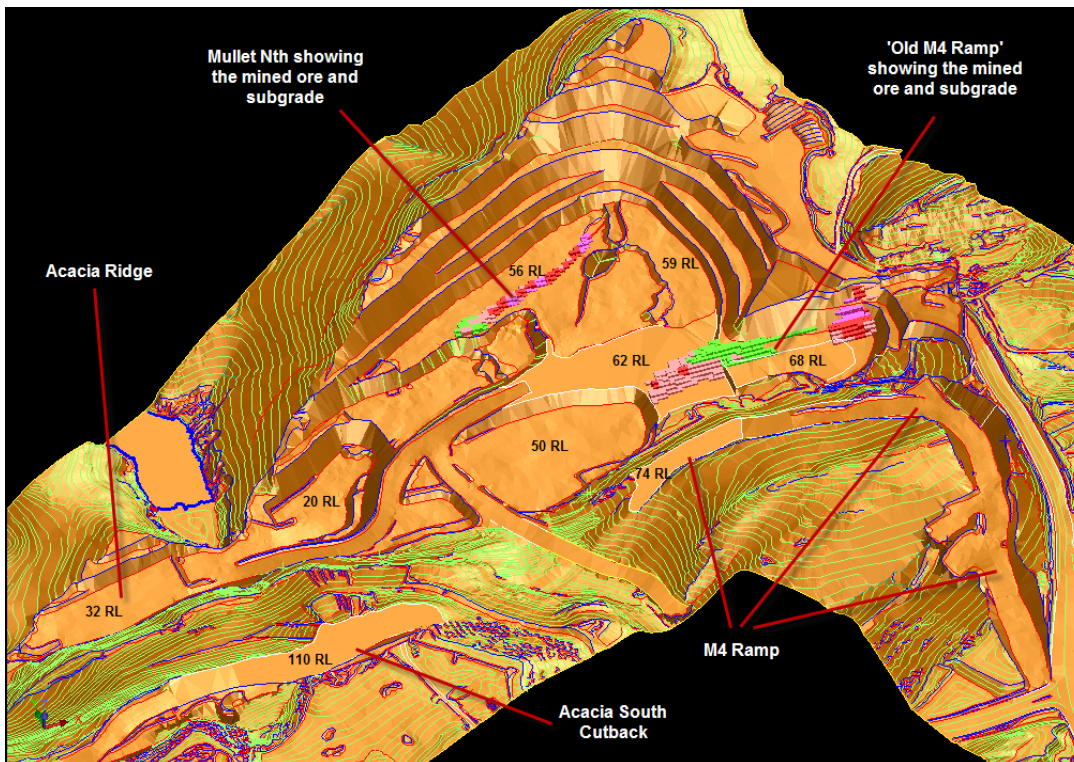 Mullet Nth showing
the mined ore and
subgrade
'Old M4 Ramp'
showing the mined
ore and subgrade
Acacia Ridge
56 RL
59 RL
62 RL
68 RL
50 RL
74 RL
20 RL
32 RL
110 RL
M4 Ramp
Acacia South
Cutback